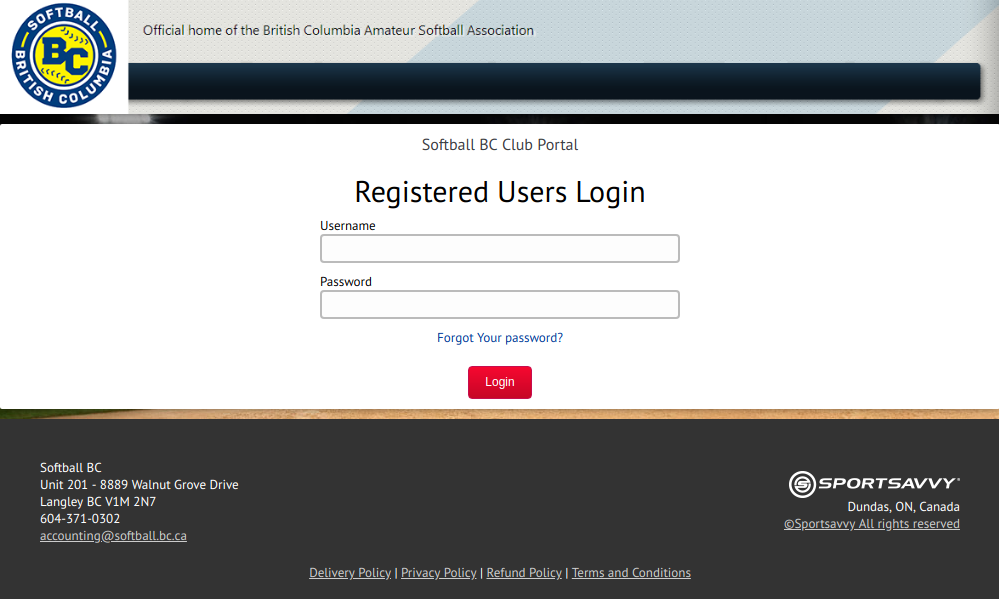 SOFTBALL
BC
BRITISH COLUMBIA
Official home of the British Columbia Amateur Softball Association
Softball BC Club Portal
Registered Users Login
Username
Password
Forgot Your password?
Login
Softball BC
Unit 201 - 8889 Walnut Grove Drive
Langley BC V1M 2N7
604-371-0302
accounting@softball.bc.ca
SPORTSAVVY
Dundas, ON, Canada
©Sportsavvy All rights reserved
Delivery Policy | Privacy Policy | Refund Policy | Terms and Conditions